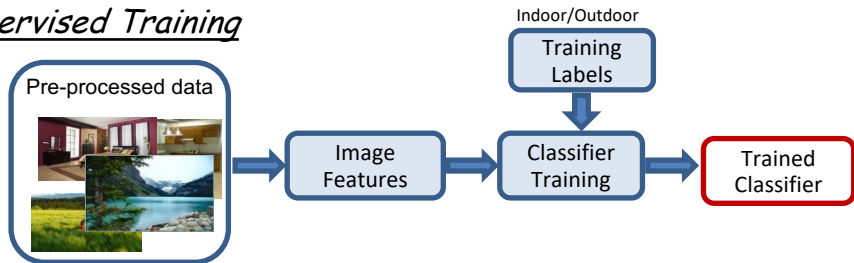 ervised Training
Indoor/Outdoor
Training
Labels
Pre-processed data
Image
Features
Classifier
Training
Trained
Classifier